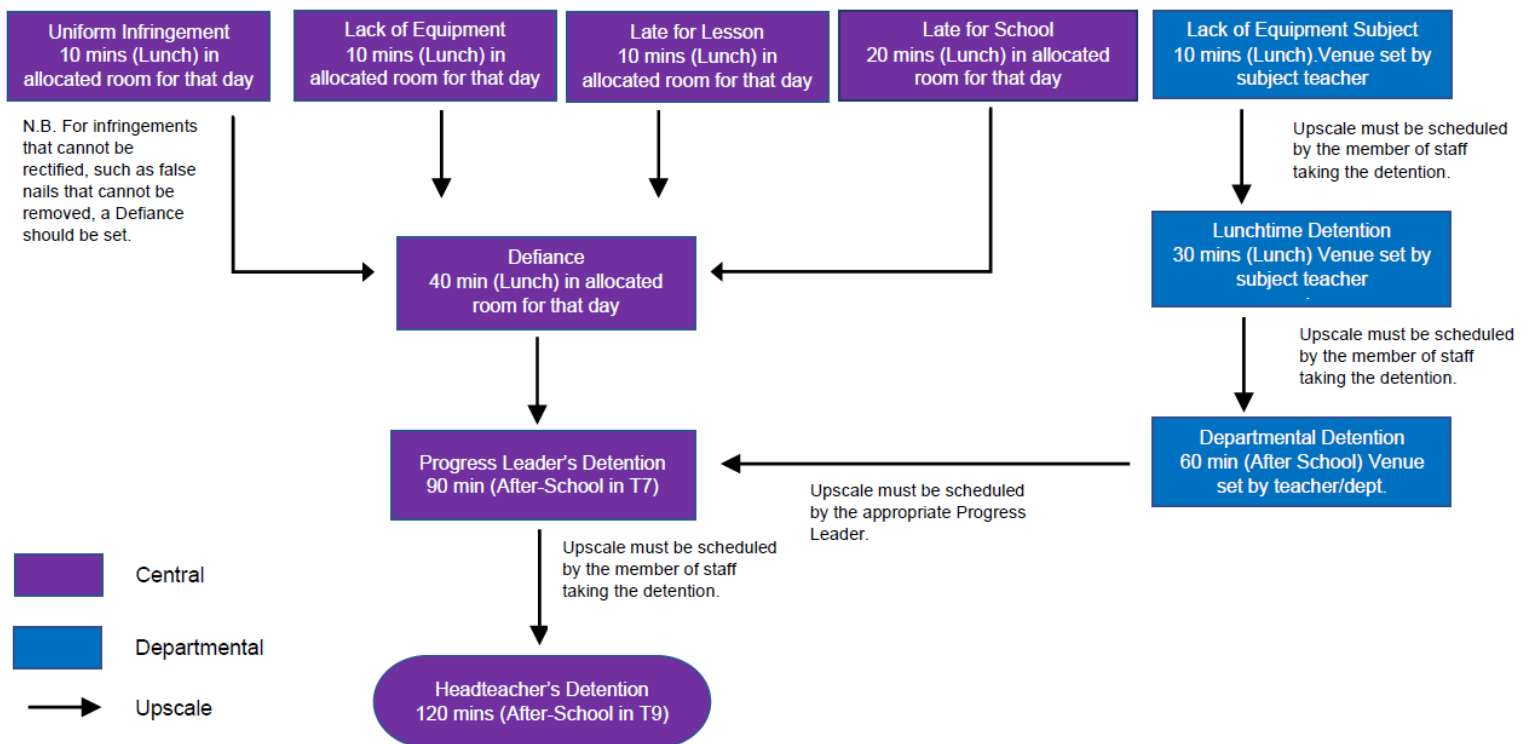 Uniform Infringement
10 mins (Lunch) in
allocated room for that day
Lack of Equipment
10 mins (Lunch) in
allocated room for that day
Late for Lesson
10 mins (Lunch) in
allocated room for that day
Late for School
20 mins (Lunch) in allocated
room for that day
Lack of Equipment Subject
10 mins (Lunch).Venue set by
subject teacher
N.B. For infringements
that cannot be
rectified, such as false
nails that cannot be
removed, a Defiance
should be set.
Upscale must be scheduled
by the member of staff
taking the detention.
Defiance
40 min (Lunch) in allocated
room for that day
Lunchtime Detention
30 mins (Lunch) Venue set by
subject teacher
.
Upscale must be scheduled
by the member of staff
taking the detention.
Progress Leader's Detention
90 min (After-School in T7)
Departmental Detention
60 min (After School) Venue
set by teacher/dept.
Upscale must be scheduled
by the appropriate Progress
Leader.
Upscale must be scheduled
by the member of staff
taking the detention.
Headteacher's Detention
120 mins (After-School in T9)
Central
Departmental
Upscale